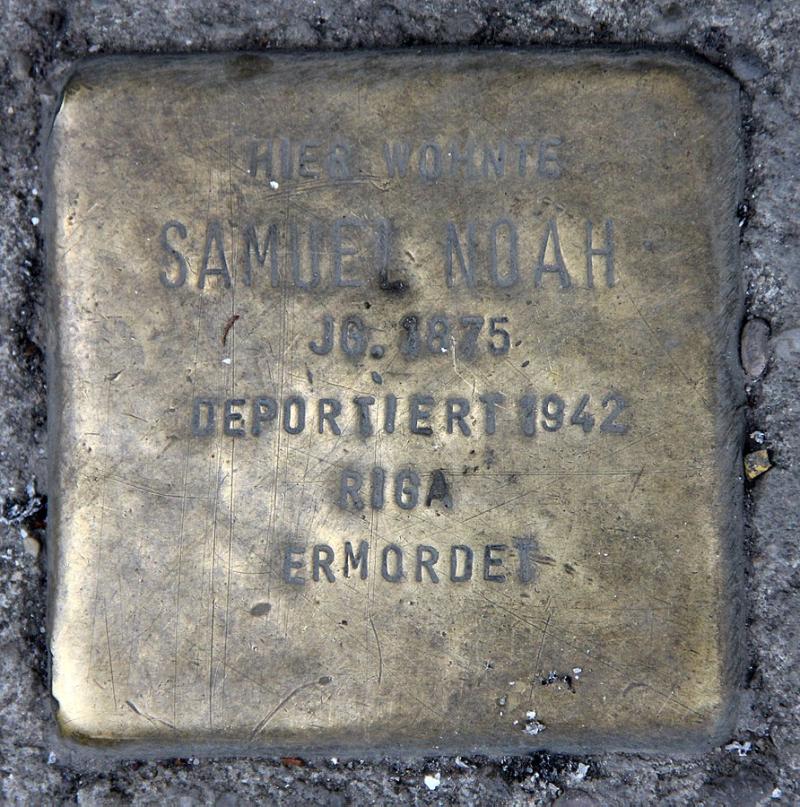 HIER WOHNTE
SAMUEL NOAH
JG. 1875
DEPORTIERT 1942
RIGA
ERMORDET